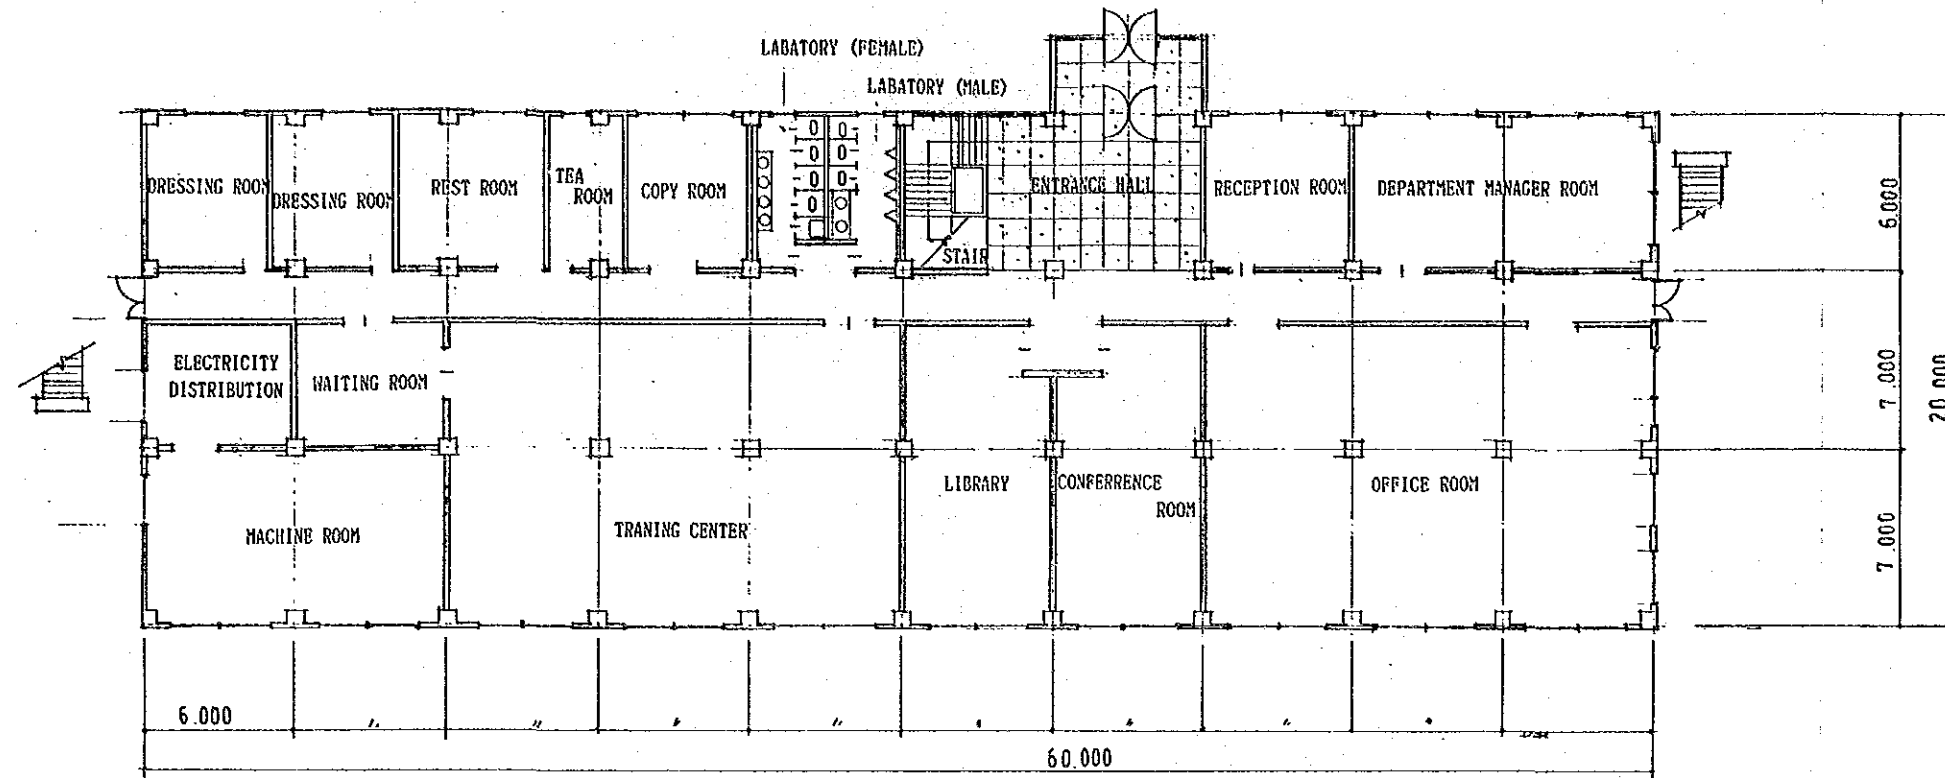 LABATORY (FEMALE)
LABATORY (MALE)
DRESSING ROOM
DRESSING ROOM
REST ROOM
TEA
ROOM
COPY ROOM
STAIR
ENTRANCE HALL
RECEPTION ROOM
DEPARTMENT MANAGER ROOM
6.000
ELECTRICITY
DISTRIBUTION
WAITING ROOM
7.000
20.000
MACHINE ROOM
TRANING CENTER
LIBRARY
CONFERRENCE
ROOM
OFFICE ROOM
7.000
6.000 〃 〃 〃 〃 〃 〃 〃 〃
60.000